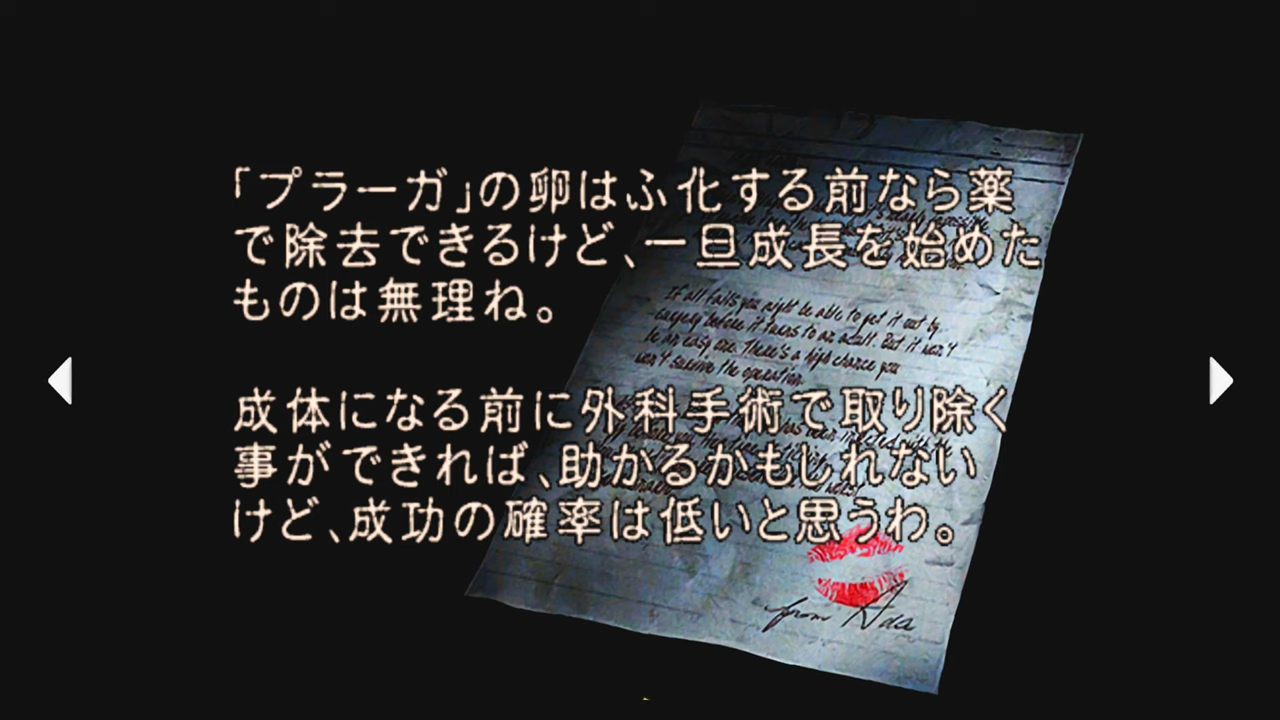 「プラーガ」の卵はふ化する前なら薬
で除去できるけど、一旦成長を始めた
ものは無理ね。
成体になる前に外科手術で取り除く
事ができれば、助かるかもしれない
けど、成功の確率は低いと思うわ。
If all fails you might be able to get it out by
surgery before it turns to an adult. But it won't
be an easy one. There's a high chance you
won't survive the operation.
from Ada